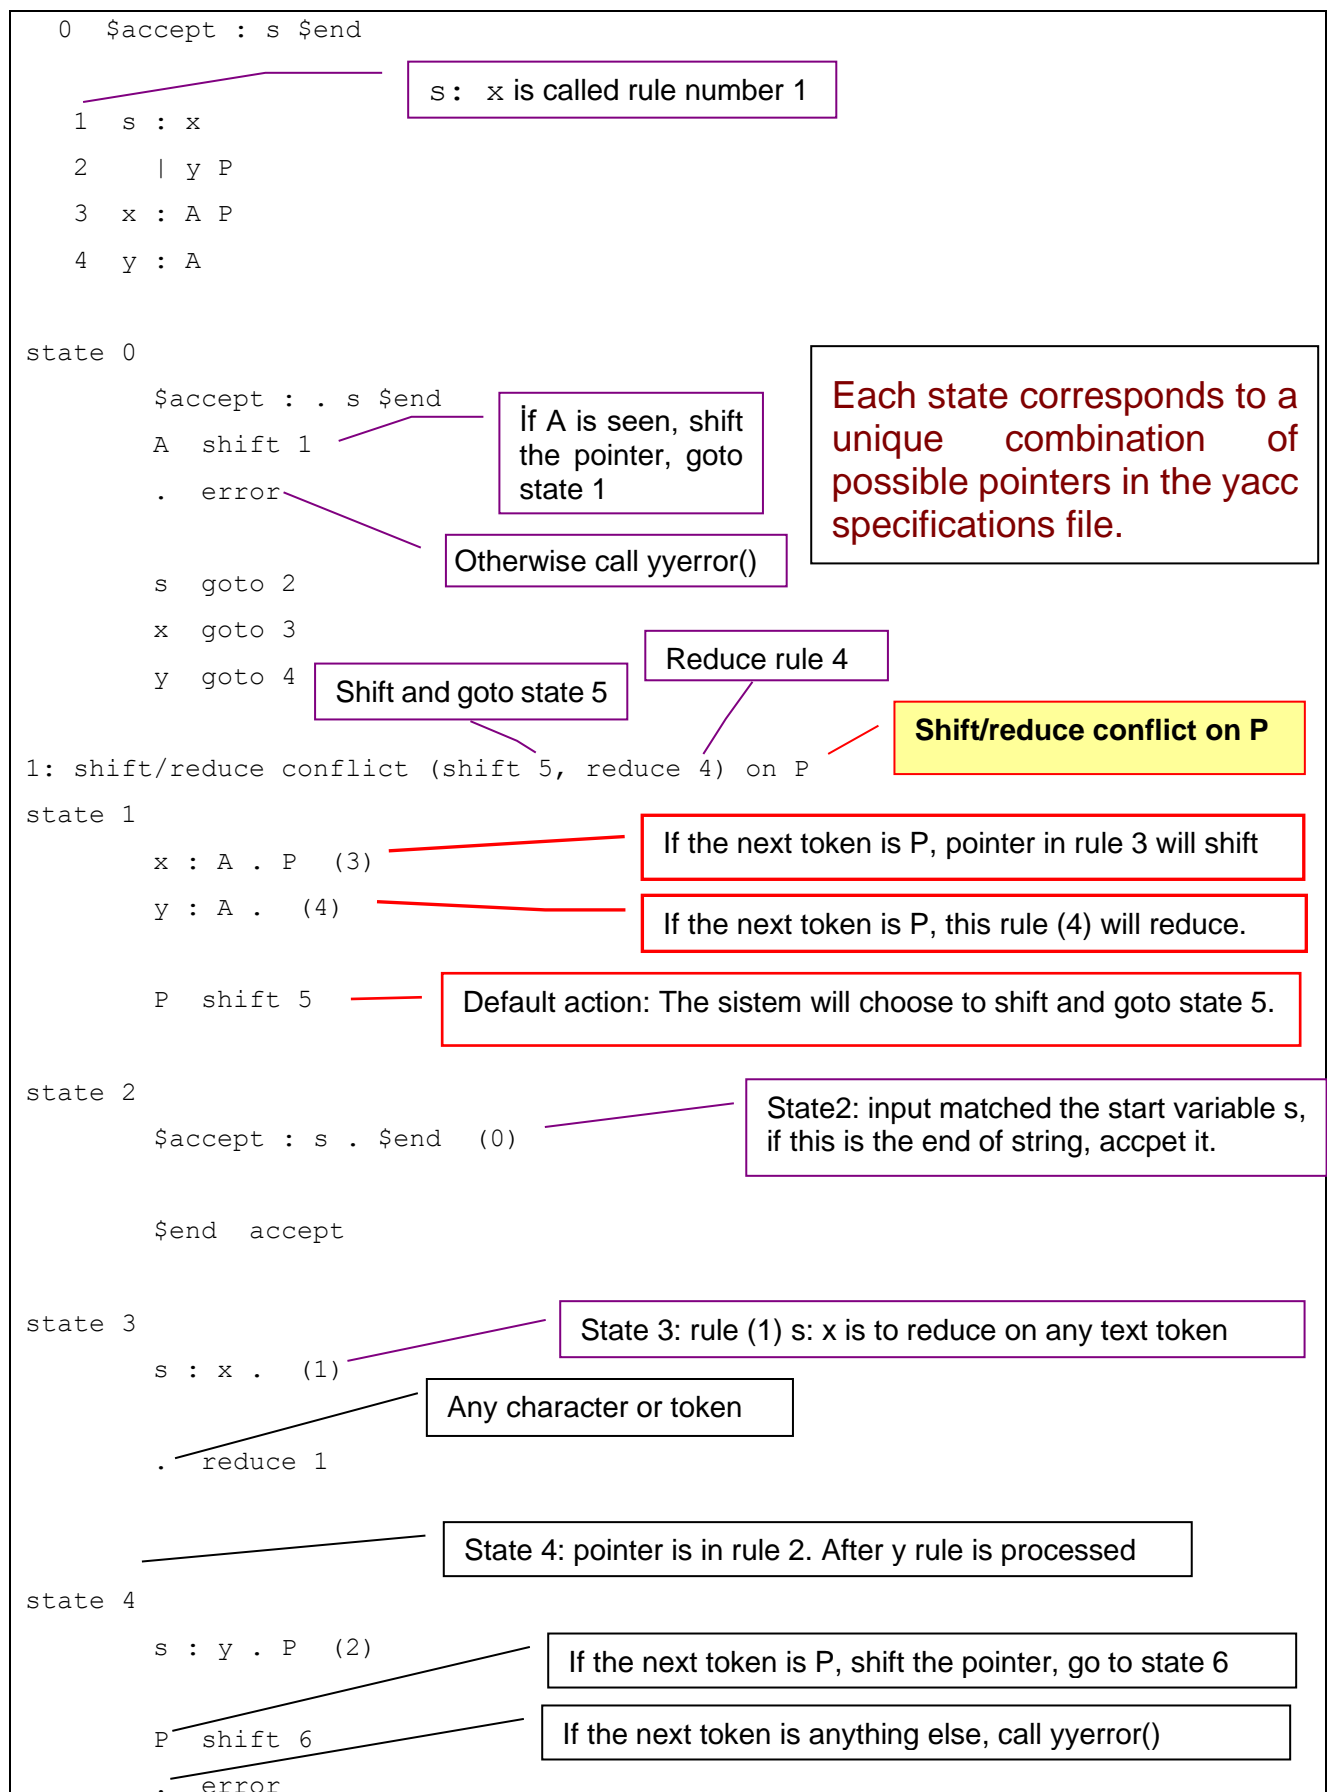 0 $accept : s $end
s: x is called rule number 1
1 s : x
2 | y P
3 x : A P
4 y : A
state 0
$accept : . s $end
A shift 1
. error
İf A is seen, shift
the pointer, goto
state 1
Each state corresponds to a
unique combination of
possible pointers in the yacc
specifications file.
Otherwise call yyerror()
s goto 2
x goto 3
y goto 4
Shift and goto state 5
Reduce rule 4
Shift/reduce conflict on P
1: shift/reduce conflict (shift 5, reduce 4) on P
state 1
x : A . P (3)
If the next token is P, pointer in rule 3 will shift
y : A . (4)
If the next token is P, this rule (4) will reduce.
P shift 5
Default action: The sistem will choose to shift and goto state 5.
state 2
$accept : s . $end (0)
State2: input matched the start variable s,
if this is the end of string, accpet it.
$end accept
state 3
State 3: rule (1) s: x is to reduce on any text token
s : x . (1)
Any character or token
. reduce 1
State 4: pointer is in rule 2. After y rule is processed
state 4
s : y . P (2)
If the next token is P, shift the pointer, go to state 6
P shift 6
If the next token is anything else, call yyerror()
. error